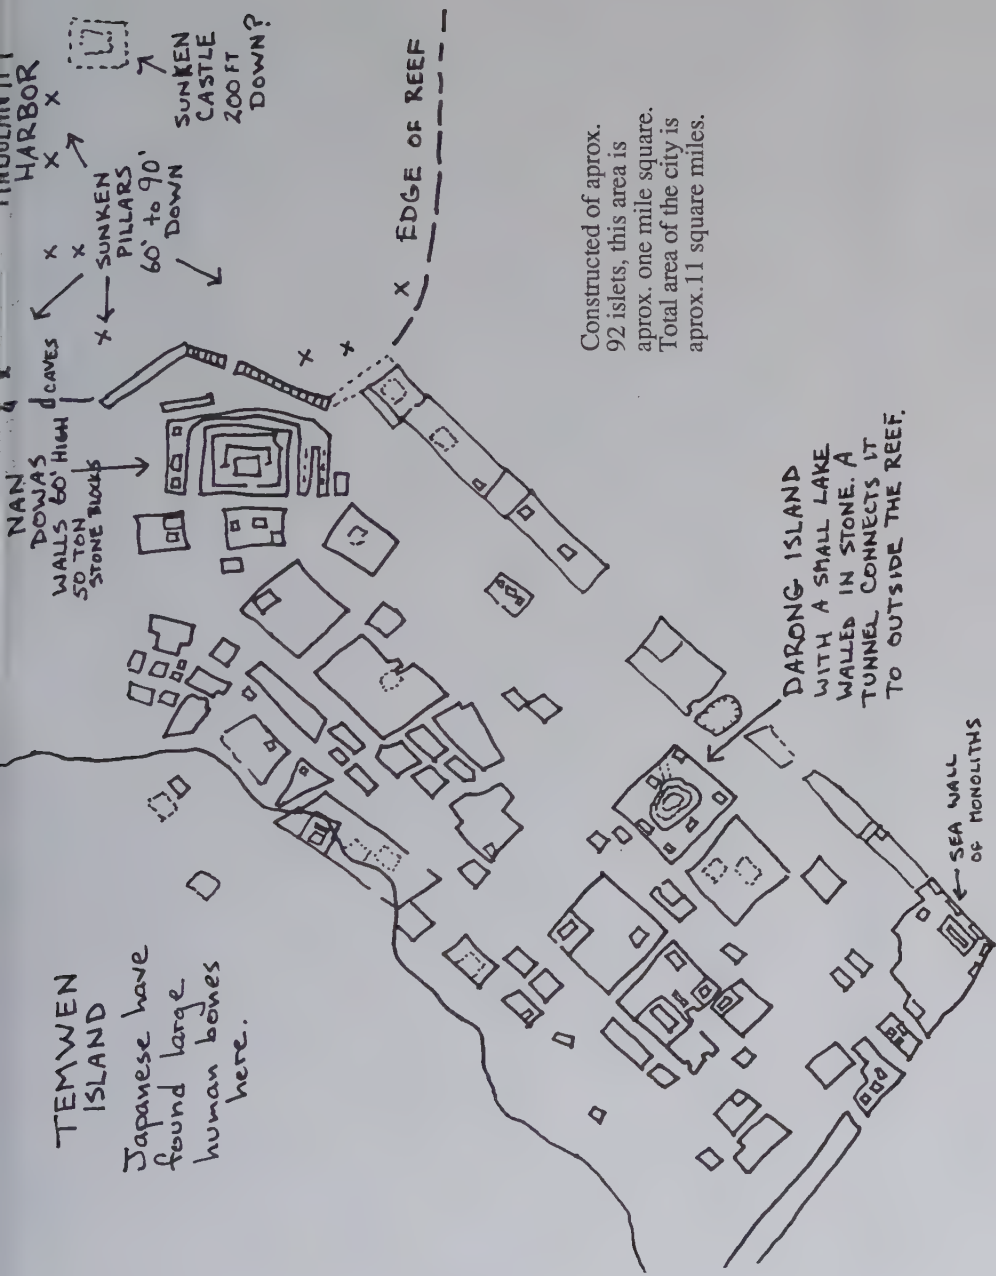 HARBOR
SUNKEN
CASTLE
200 FT
DOWN?
SUNKEN
PILLARS
60' to 90'
DOWN
CAVES
NAN
DOWAS
WALLS 60' HIGH
50 TON
STONE BLOCKS
EDGE OF REEF
Constructed of aprox.
92 islets, this area is
aprox. one mile square.
Total area of the city is
aprox.11 square miles.
TEMWEN
ISLAND
Japanese have
found large
human bones
here.
DARONG ISLAND
WITH A SMALL LAKE
WALLED IN STONE. A
TUNNEL CONNECTS IT
TO OUTSIDE THE REEF.
SEA WALL
OF MONOLITHS